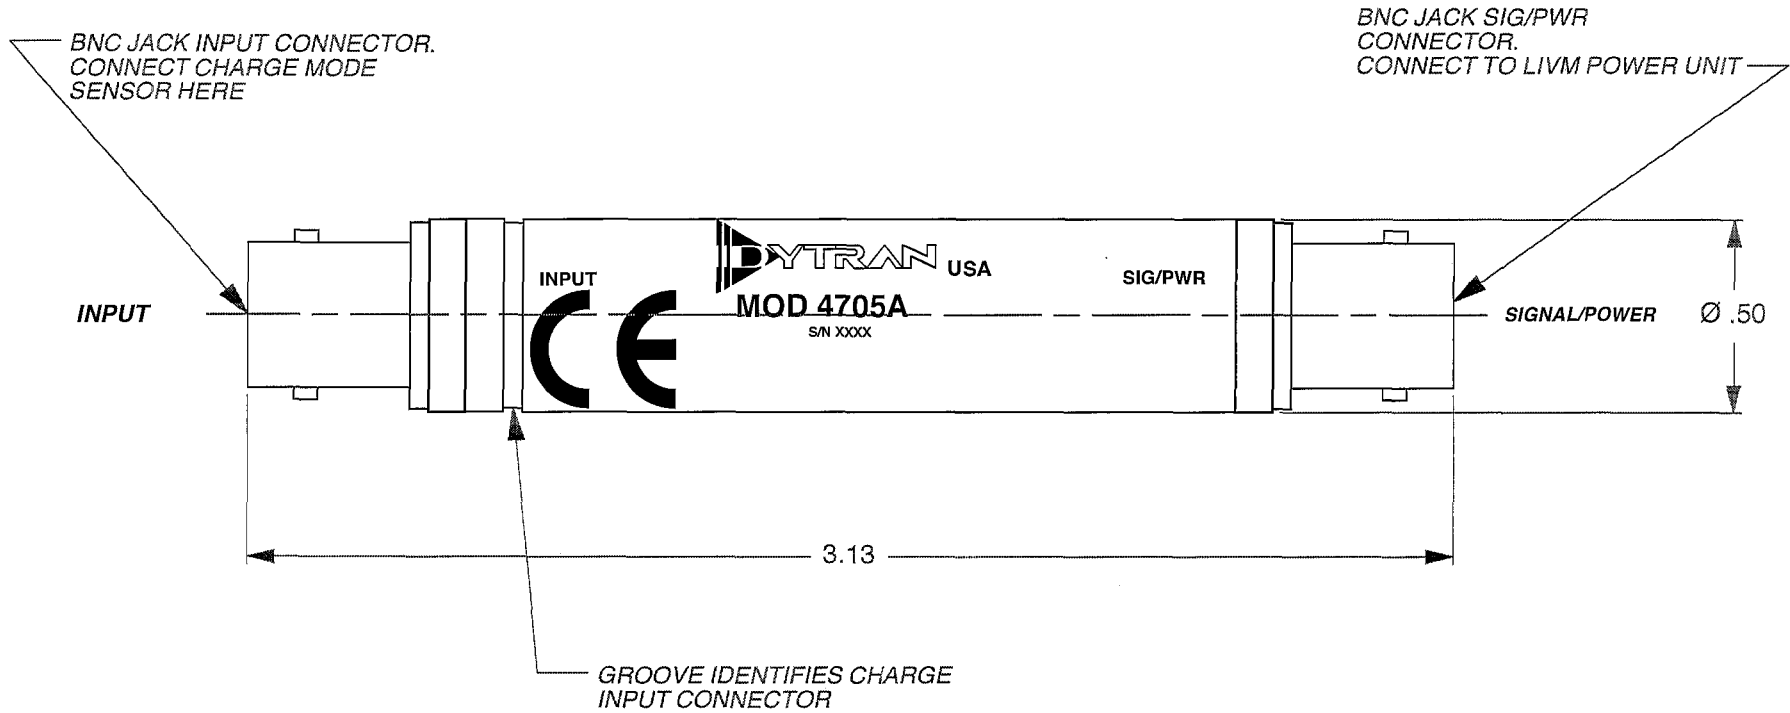 BNC JACK INPUT CONNECTOR.
CONNECT CHARGE MODE
SENSOR HERE
BNC JACK SIG/PWR
CONNECTOR.
CONNECT TO LIVM POWER UNIT
INPUT
INPUT
CE
DYTRAN USA
MOD 4705A
S/N XXXX
SIG/PWR
SIGNAL/POWER
Ø .50
3.13
GROOVE IDENTIFIES CHARGE
INPUT CONNECTOR